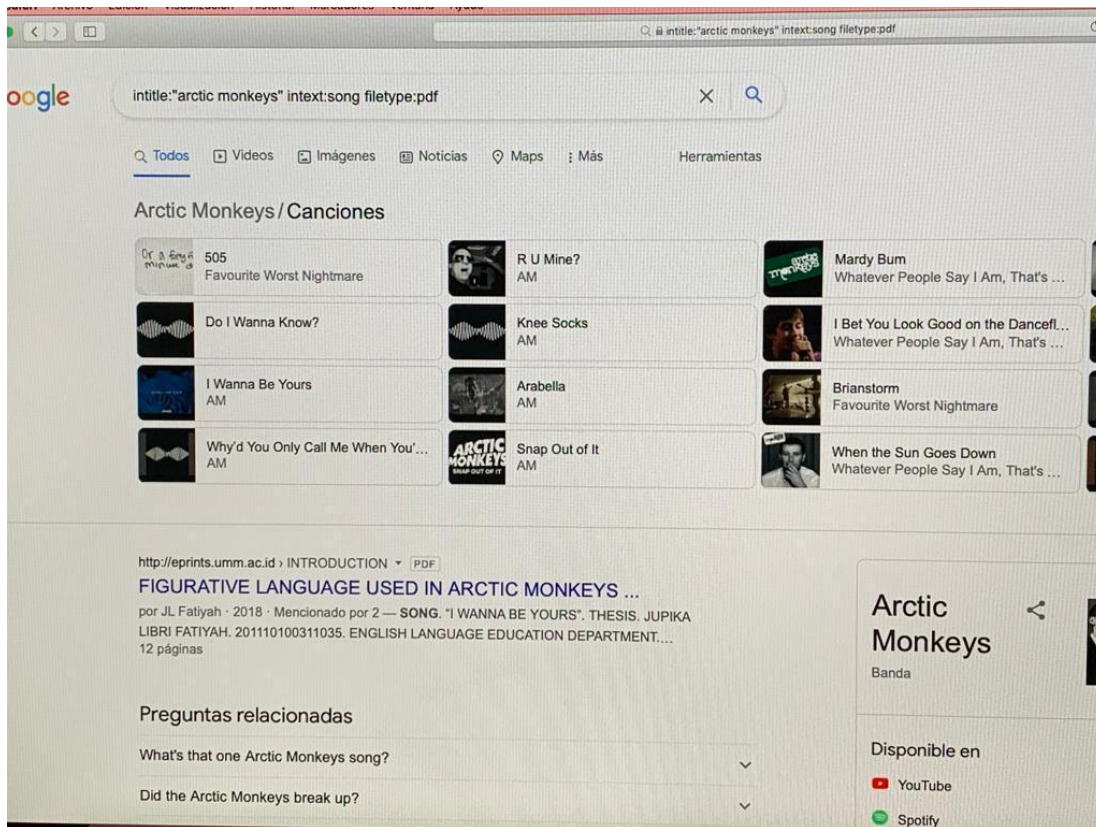 intitle:"arctic monkeys" intext:song filetype:pdf
oogle
intitle:"arctic monkeys" intext:song filetype:pdf
Todos
Videos
Imágenes
Noticias
Maps
Más
Herramientas
Arctic Monkeys/Canciones
505
Favourite Worst Nightmare
R U Mine?
AM
Mardy Bum
Whatever People Say I Am, That's ...
Do I Wanna Know?
Knee Socks
AM
I Bet You Look Good on the Dancefl...
Whatever People Say I Am, That's ...
I Wanna Be Yours
AM
Arabella
AM
Brianstorm
Favourite Worst Nightmare
Why'd You Only Call Me When You'...
AM
ARCTIC
MONKEYS
SNAP OUT OF IT
Snap Out of It
AM
When the Sun Goes Down
Whatever People Say I Am, That's ...
http://eprints.umm.ac.id › INTRODUCTION PDF
FIGURATIVE LANGUAGE USED IN ARCTIC MONKEYS ...
por JL Fatiyah · 2018 · Mencionado por 2 — SONG. "I WANNA BE YOURS". THESIS. JUPIKA
LIBRI FATIYAH. 201110100311035. ENGLISH LANGUAGE EDUCATION DEPARTMENT....
12 páginas
Preguntas relacionadas
What's that one Arctic Monkeys song?
Did the Arctic Monkeys break up?
Arctic
Monkeys
Banda
Disponible en
YouTube
Spotify